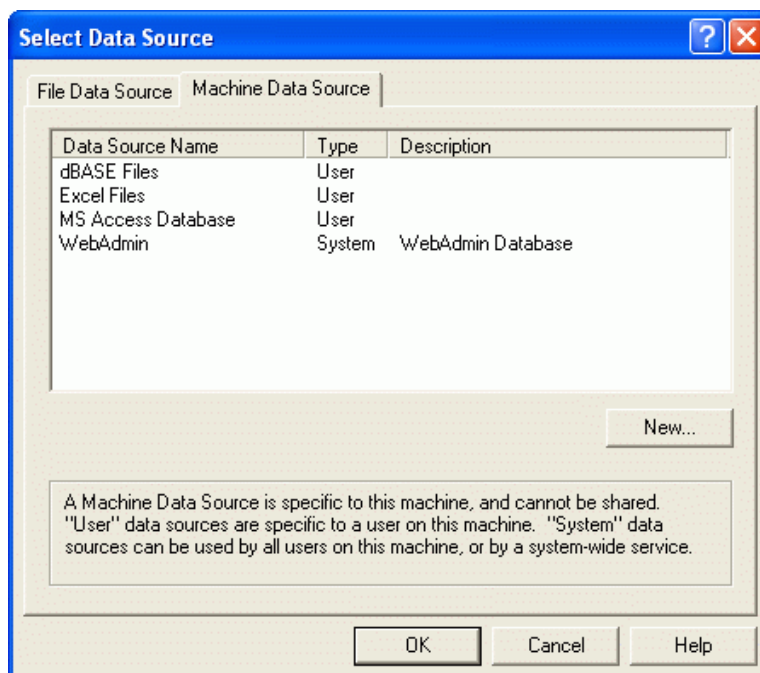 Select Data Source
File Data Source Machine Data Source
Data Source Name Type Description
dBASE Files User
Excel Files User
MS Access Database User
WebAdmin System WebAdmin Database
New...
A Machine Data Source is specific to this machine, and cannot be shared.
"User" data sources are specific to a user on this machine. "System" data
sources can be used by all users on this machine, or by a system-wide service.
OK Cancel Help